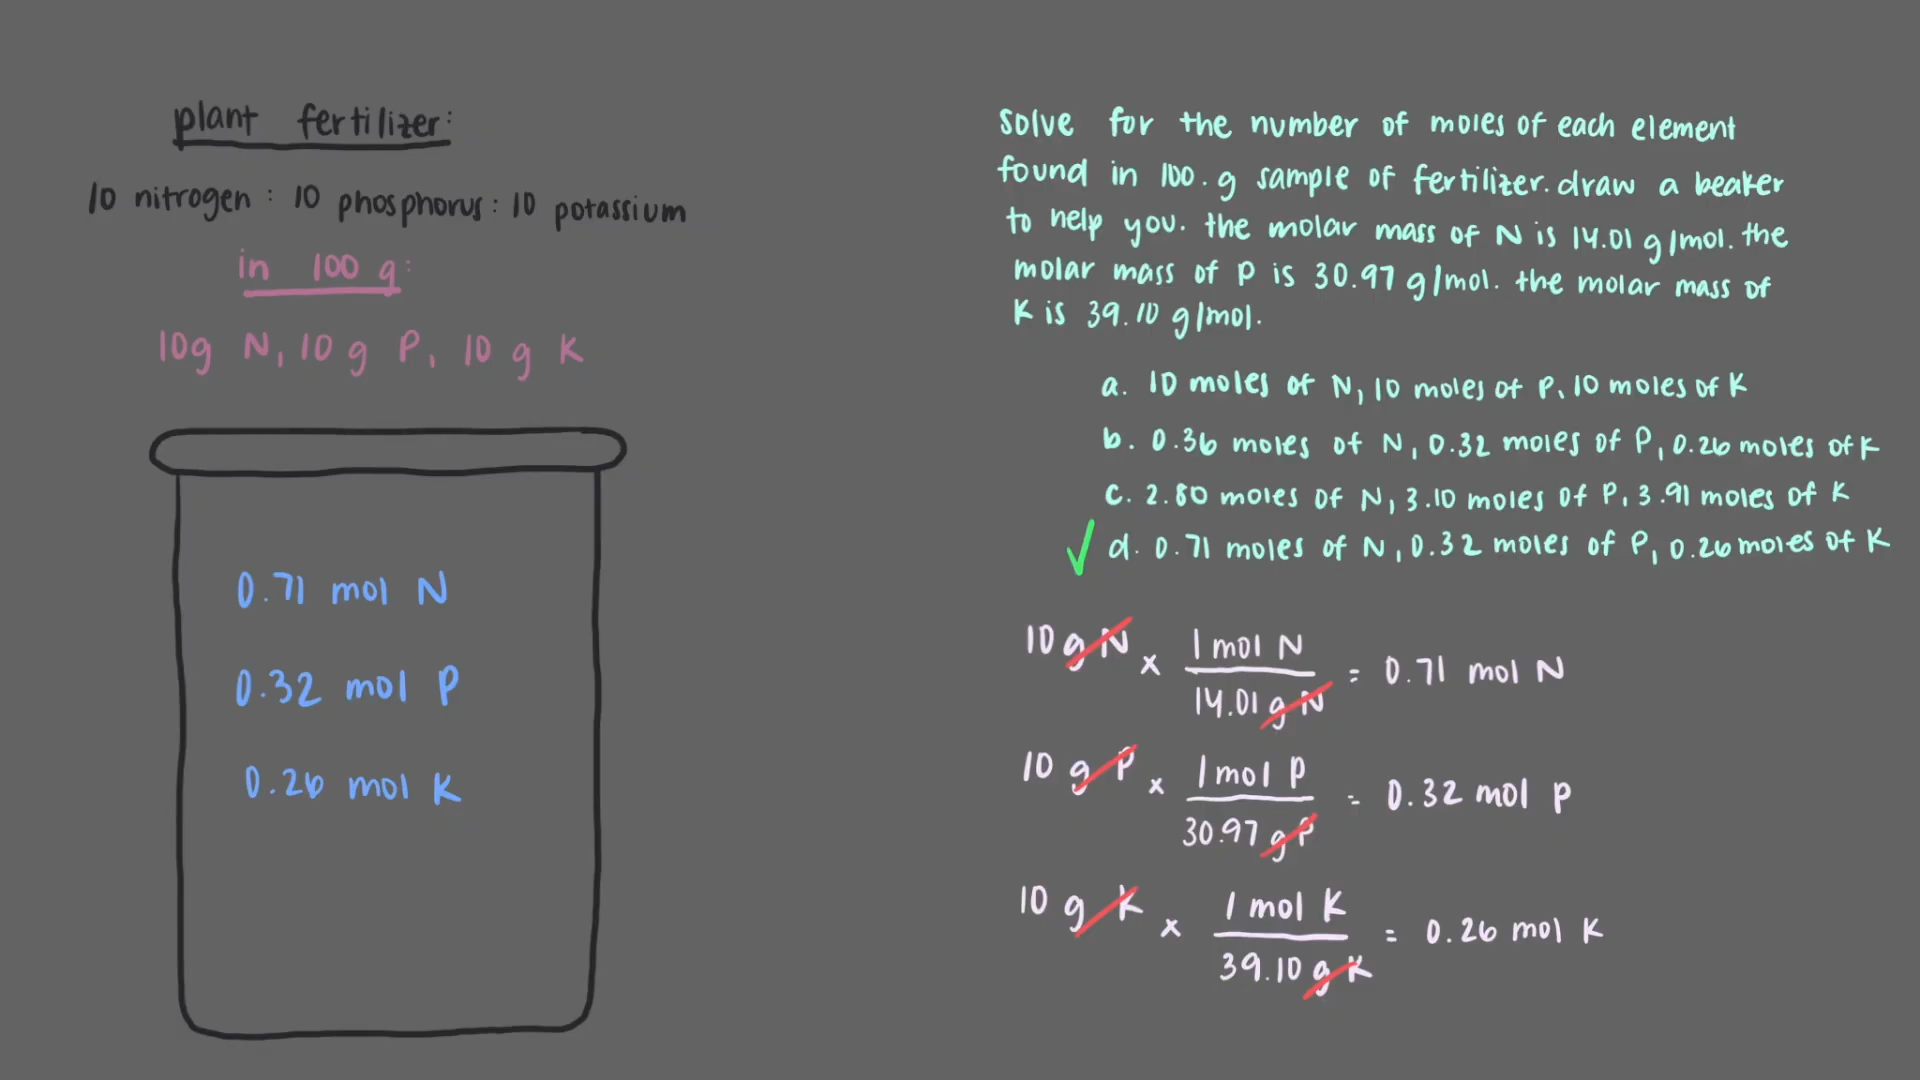 plant fertilizer:
10 nitrogen : 10 phosphorus : 10 potassium
in 100 g:
10g N, 10 g P, 10 g K
0.71 mol N
0.32 mol P
0.26 mol K
solve for the number of moles of each element
found in 100. g sample of fertilizer. draw a beaker
to help you. the molar mass of N is 14.01 g/mol. the
molar mass of P is 30.97 g/mol. the molar mass of
K is 39.10 g/mol.
a. 10 moles of N, 10 moles of P, 10 moles of K
b. 0.36 moles of N, 0.32 moles of P, 0.26 moles of K
c. 2.80 moles of N, 3.10 moles of P, 3.91 moles of K
✓ d. 0.71 moles of N, 0.32 moles of P, 0.26 moles of K
10 g N x 1 mol N / 14.01 g N = 0.71 mol N
10 g P x 1 mol P / 30.97 g P = 0.32 mol P
10 g K x 1 mol K / 39.10 g K = 0.26 mol K